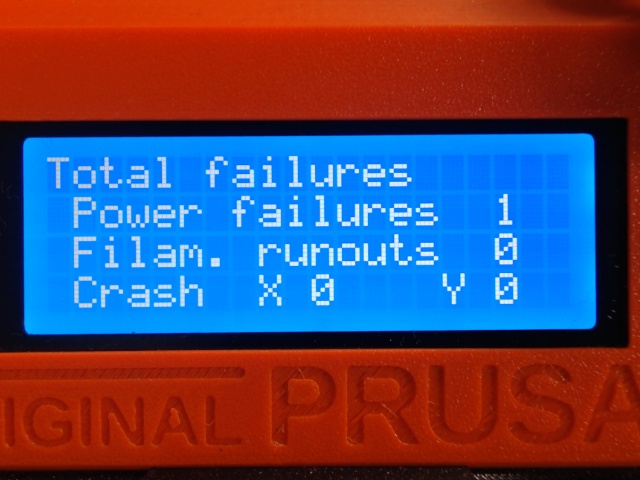 Total failures
Power failures 1
Filam. runouts 0
Crash X 0 Y 0
IGINAL PRUSA